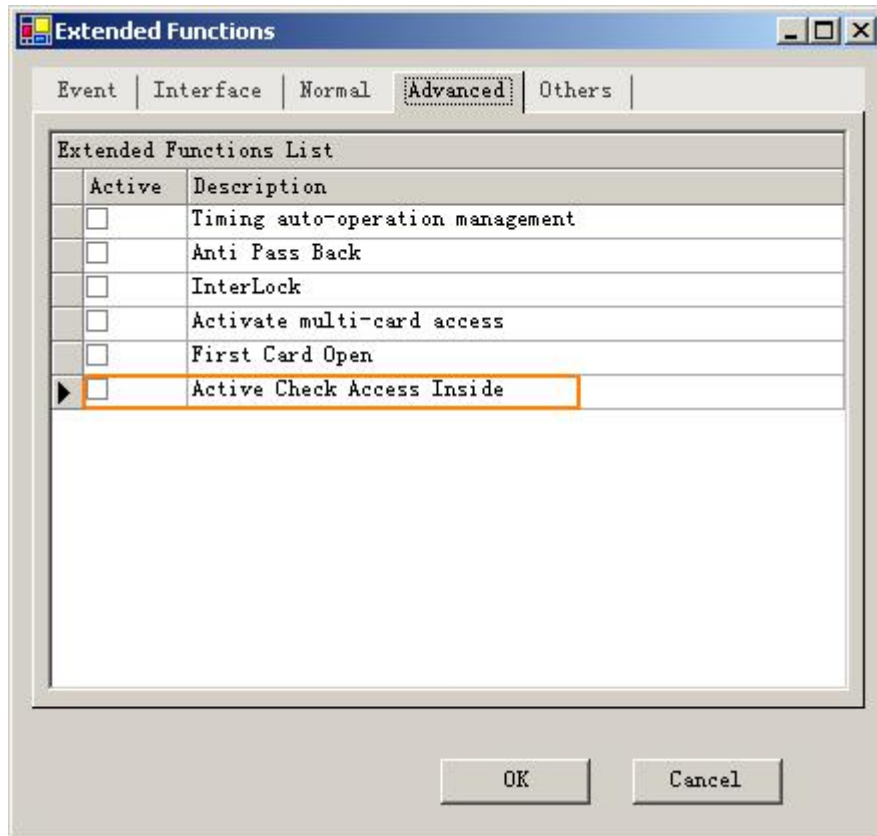 Extended Functions
Event | Interface | Normal Advanced Others
Extended Functions List
Active Description
Timing auto-operation management
Anti Pass Back
InterLock
Activate multi-card access
First Card Open
Active Check Access Inside
OK Cancel